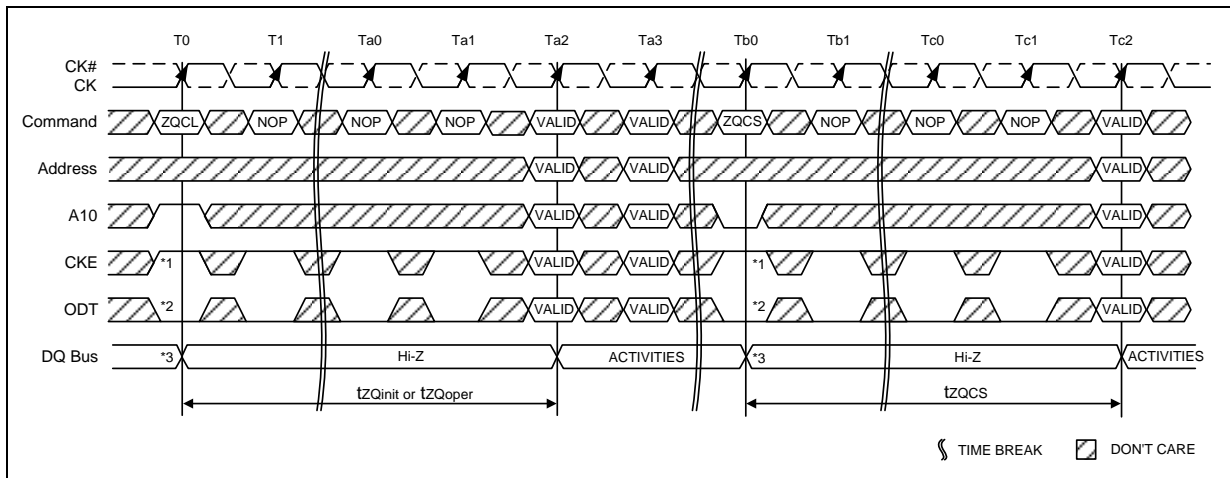 T0 T1 Ta0 Ta1 Ta2 Ta3 Tb0 Tb1 Tc0 Tc1 Tc2
CK#
CK
Command ZQCL NOP NOP NOP VALID VALID ZQCS NOP NOP NOP VALID
Address VALID VALID VALID
A10 VALID VALID VALID
CKE *1 VALID VALID *1 VALID
ODT *2 VALID VALID *2 VALID
DQ Bus *3 Hi-Z ACTIVITIES *3 Hi-Z ACTIVITIES
tZQinit or tZQoper tZQCS
TIME BREAK DON'T CARE